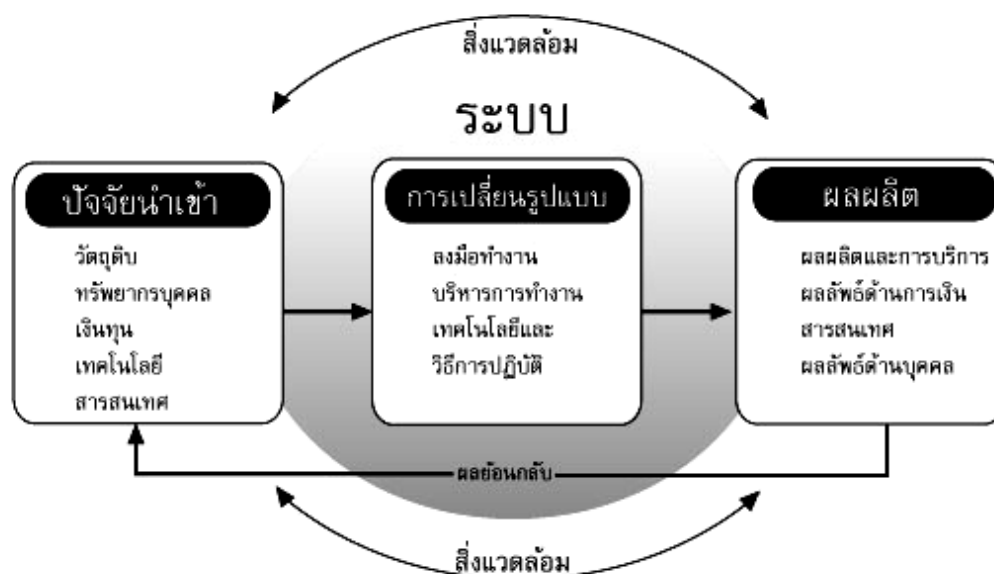 สิ่งแวดล้อม
ระบบ
ปัจจัยนำเข้า
วัตถุดิบ
ทรัพยากรบุคคล
เงินทุน
เทคโนโลยี
สารสนเทศ
การเปลี่ยนรูปแบบ
ลงมือทำงาน
บริหารการทำงาน
เทคโนโลยีและ
วิธีการปฏิบัติ
ผลผลิต
ผลผลิตและการบริการ
ผลลัพธ์ด้านการเงิน
สารสนเทศ
ผลลัพธ์ด้านบุคคล
ผลย้อนกลับ
สิ่งแวดล้อม